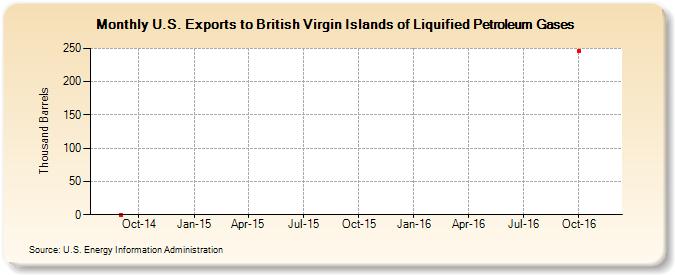 Monthly U.S. Exports to British Virgin Islands of Liquified Petroleum Gases
Thousand Barrels
250
200
150
100
50
0
Oct-14 Jan-15 Apr-15 Jul-15 Oct-15 Jan-16 Apr-16 Jul-16 Oct-16
Source: U.S. Energy Information Administration